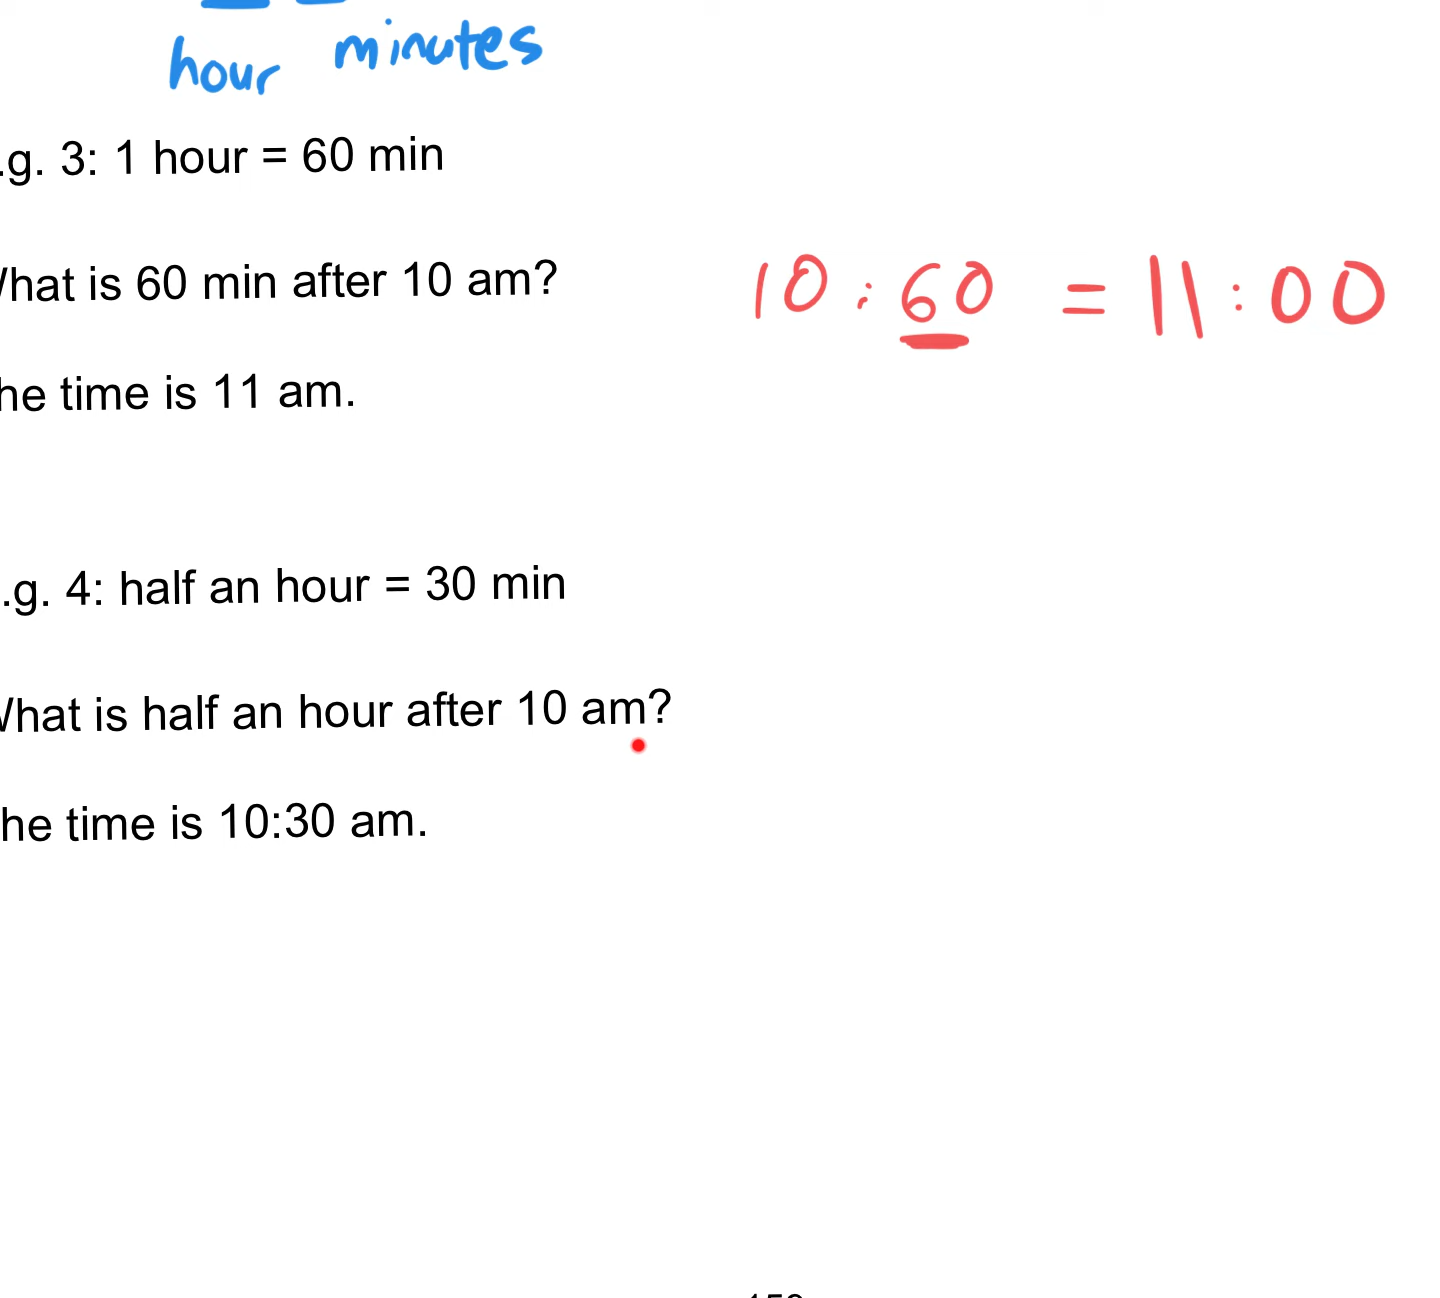 hour minutes
.g. 3: 1 hour = 60 min
What is 60 min after 10 am?
10:60 = 11:00
he time is 11 am.
.g. 4: half an hour = 30 min
What is half an hour after 10 am?
he time is 10:30 am.